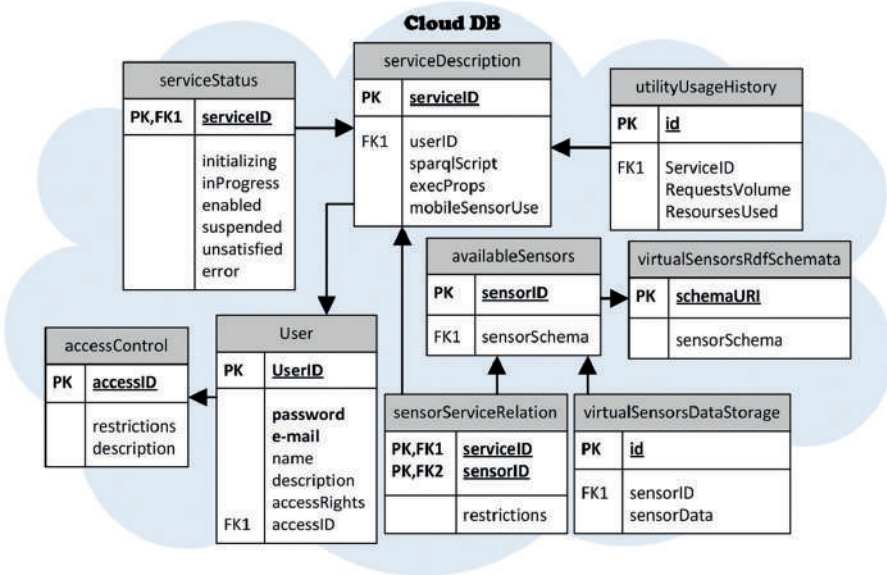 Cloud DB
serviceStatus
PK,FK1 serviceID
initializing
inProgress
enabled
suspended
unsatisfied
error
serviceDescription
PK serviceID
FK1 userID
sparqlScript
execProps
mobileSensorUse
utilityUsageHistory
PK id
FK1 ServiceID
RequestsVolume
ResoursesUsed
availableSensors
PK sensorID
FK1 sensorSchema
virtualSensorsRdfSchemata
PK schemaURI
sensorSchema
accessControl
PK accessID
restrictions
description
User
PK UserID
password
e-mail
name
description
accessRights
FK1 accessID
sensorServiceRelation
PK,FK1 serviceID
PK,FK2 sensorID
restrictions
virtualSensorsDataStorage
PK id
FK1 sensorID
sensorData